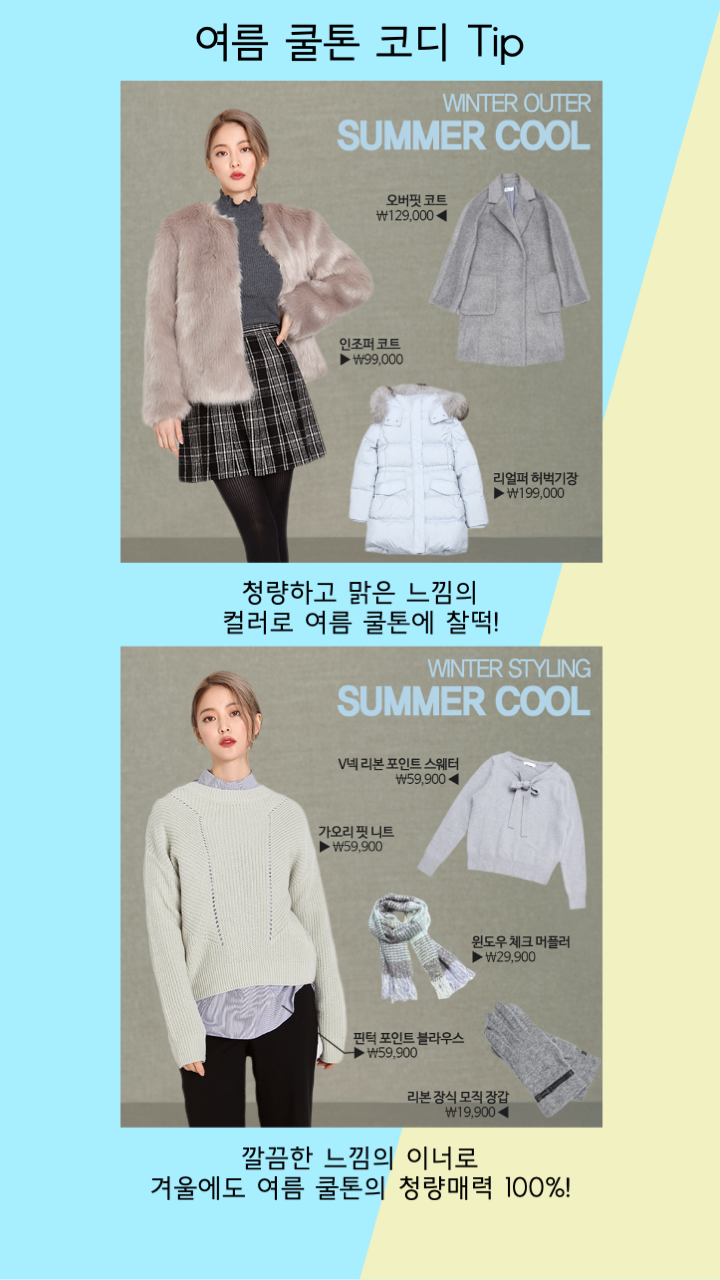 여름 쿨톤 코디 Tip
WINTER OUTER
SUMMER COOL
오버핏 코트
₩129,000 ◀
인조퍼 코트
▶ ₩99,000
리얼퍼 허벅기장
▶ ₩199,000
청량하고 맑은 느낌의
컬러로 여름 쿨톤에 찰떡!
WINTER STYLING
SUMMER COOL
V넥 리본 포인트 스웨터
₩59,900 ◀
가오리 핏 니트
▶ ₩59,900
윈도우 체크 머플러
▶ ₩29,900
핀턱 포인트 블라우스
▶ ₩59,900
리본 장식 모직 장갑
₩19,900 ◀
깔끔한 느낌의 이너로
겨울에도 여름 쿨톤의 청량매력 100%!